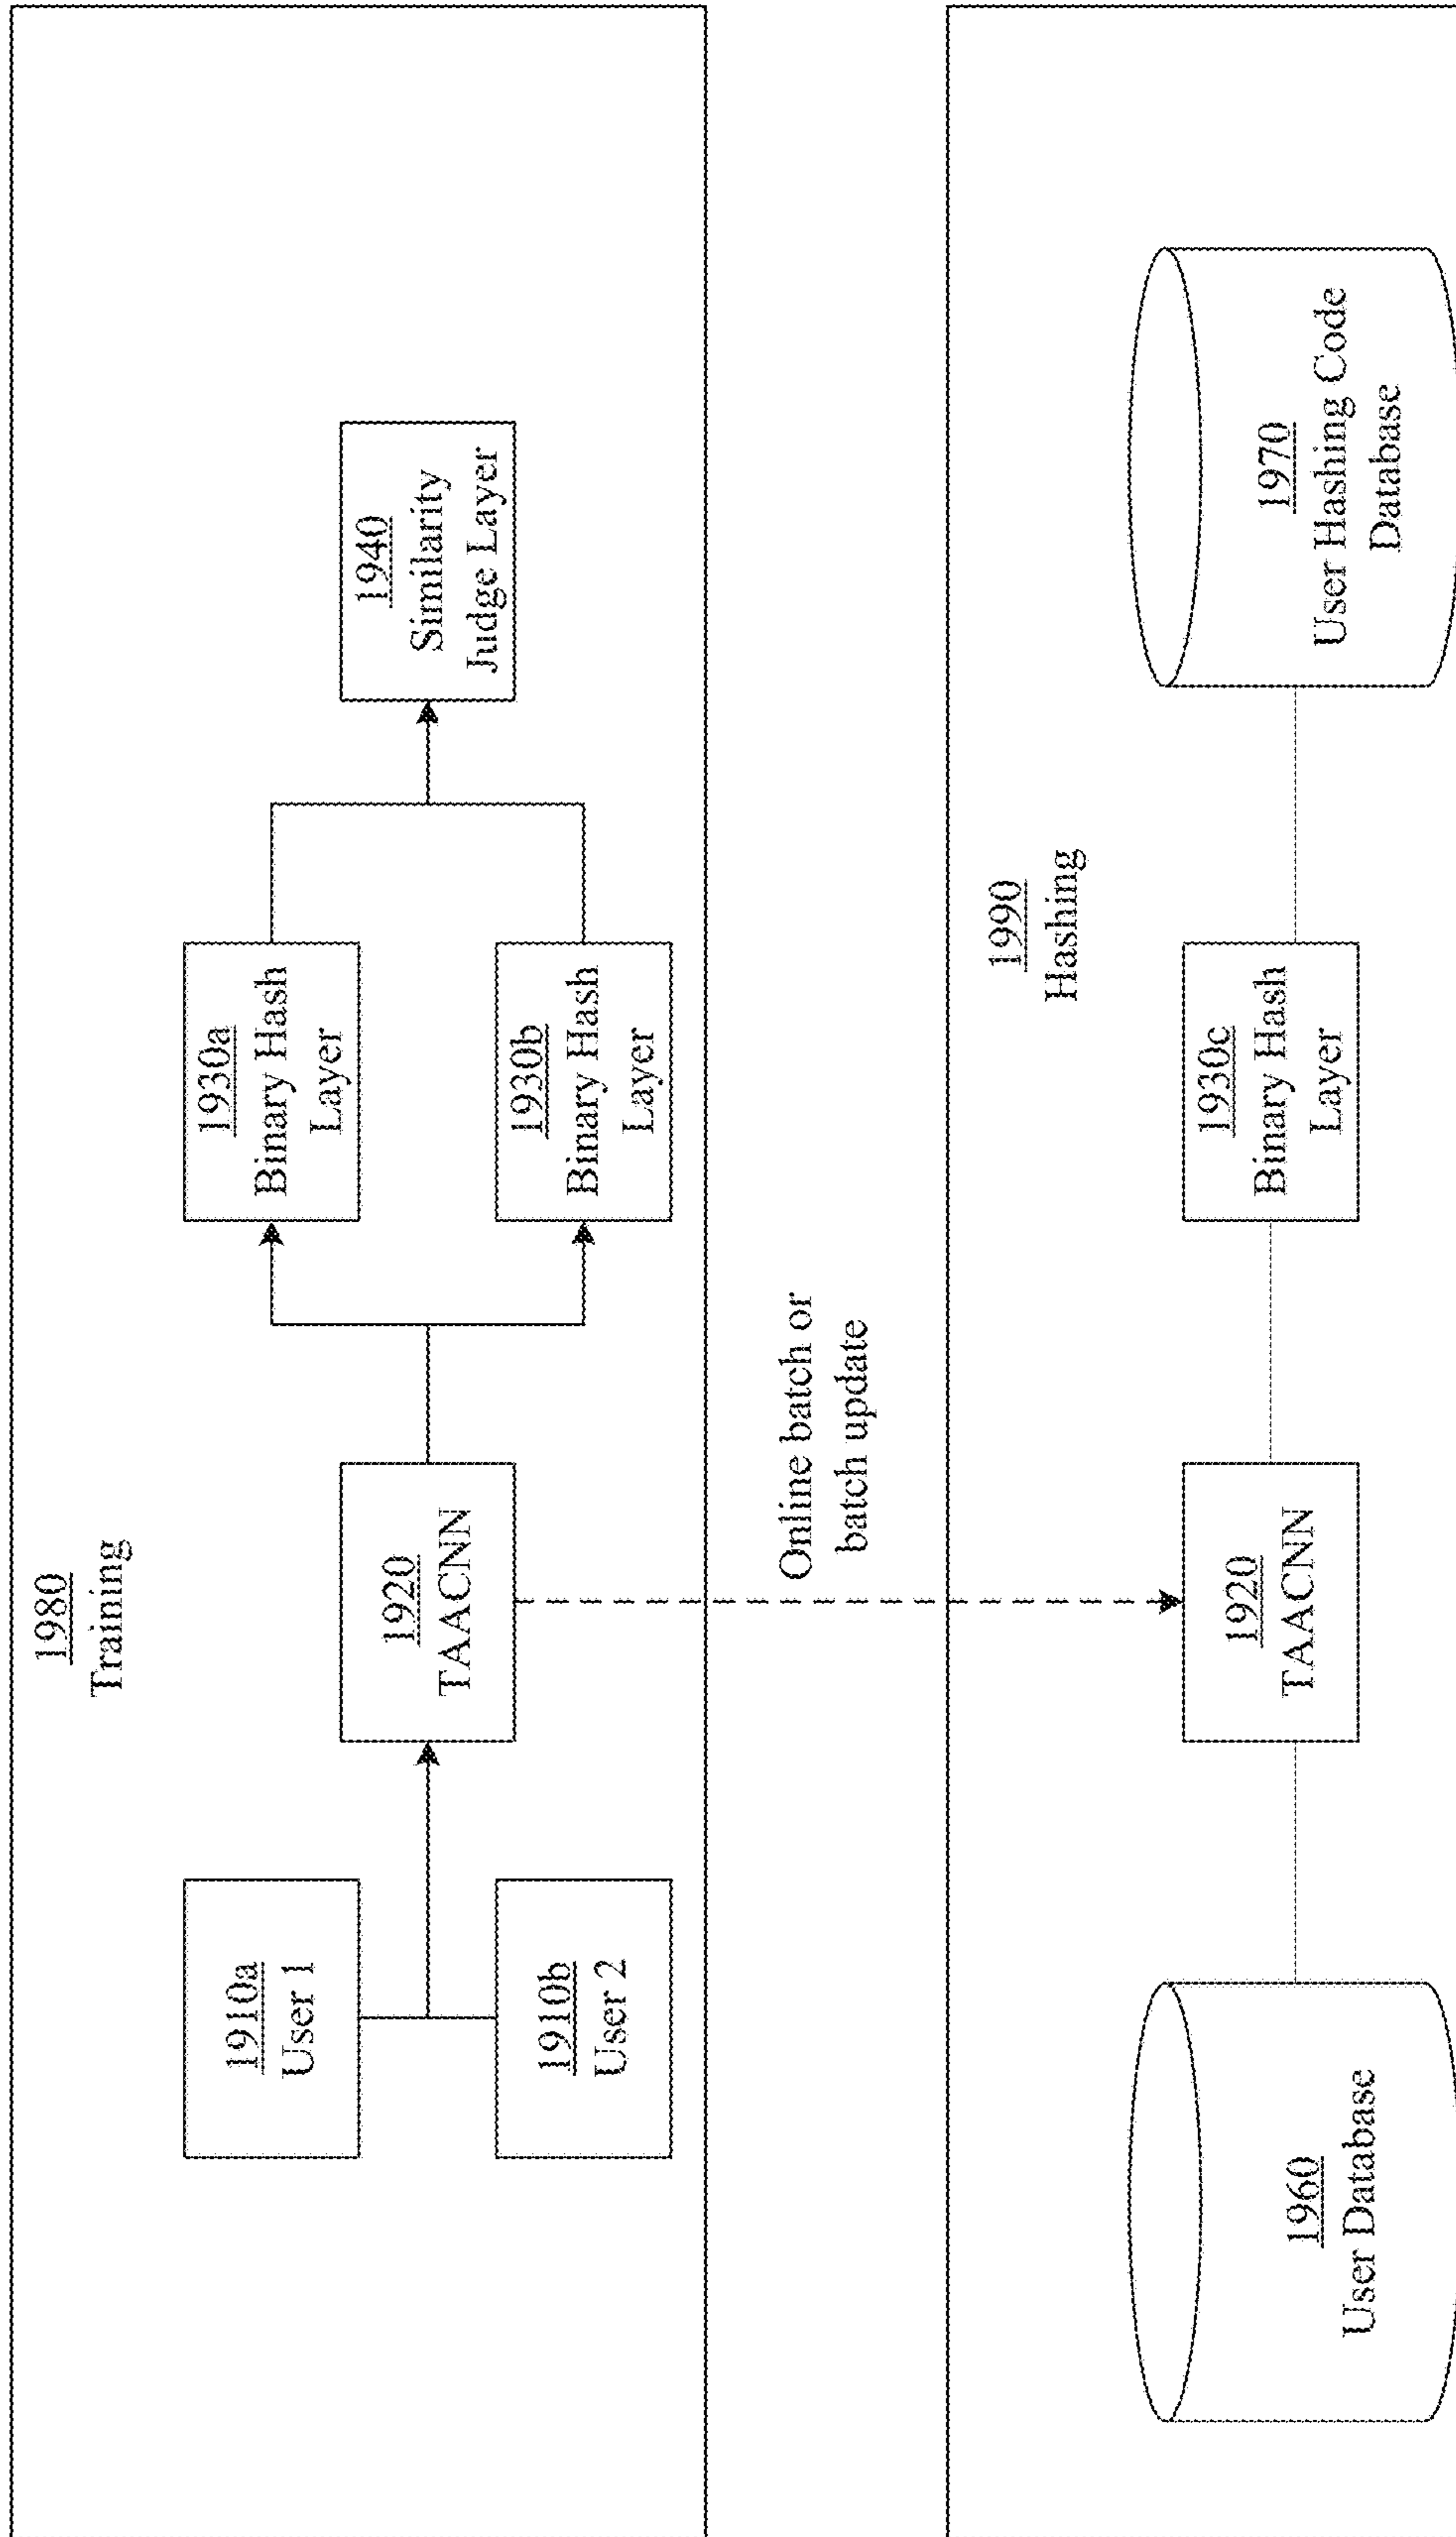 1980
Training
1910a
User 1
1910b
User 2
1920
TAACNN
1930a
Binary Hash
Layer
1930b
Binary Hash
Layer
1940
Similarity
Judge Layer
Online batch or
batch update
1990
Hashing
1960
User Database
1920
TAACNN
1930c
Binary Hash
Layer
1970
User Hashing Code
Database